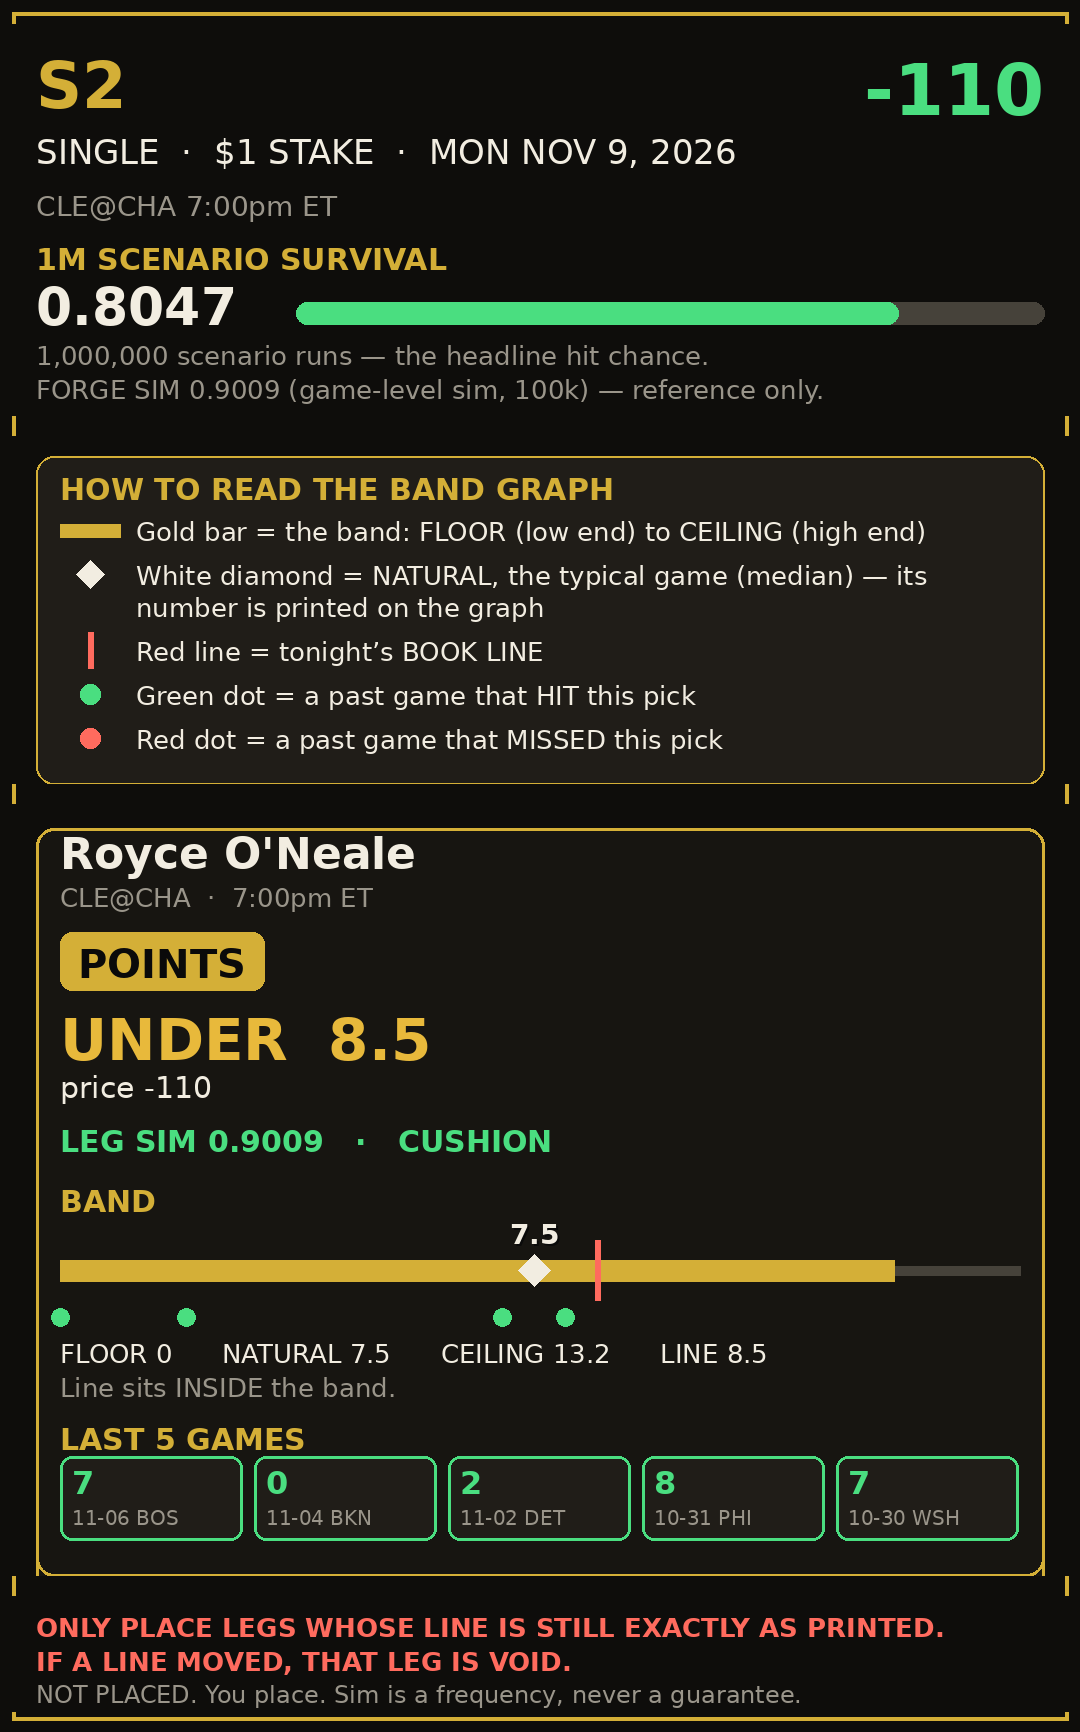 S2
-110
SINGLE · $1 STAKE · MON NOV 9, 2026
CLE@CHA 7:00pm ET
1M SCENARIO SURVIVAL
0.8047
1,000,000 scenario runs — the headline hit chance.
FORGE SIM 0.9009 (game-level sim, 100k) — reference only.
HOW TO READ THE BAND GRAPH
Gold bar = the band: FLOOR (low end) to CEILING (high end)
White diamond = NATURAL, the typical game (median) — its
number is printed on the graph
Red line = tonight’s BOOK LINE
Green dot = a past game that HIT this pick
Red dot = a past game that MISSED this pick
Royce O'Neale
CLE@CHA · 7:00pm ET
POINTS
UNDER 8.5
price -110
LEG SIM 0.9009 · CUSHION
BAND
7.5
FLOOR 0 NATURAL 7.5 CEILING 13.2 LINE 8.5
Line sits INSIDE the band.
LAST 5 GAMES
7 0 2 8 7
11-06 BOS 11-04 BKN 11-02 DET 10-31 PHI 10-30 WSH
ONLY PLACE LEGS WHOSE LINE IS STILL EXACTLY AS PRINTED.
IF A LINE MOVED, THAT LEG IS VOID.
NOT PLACED. You place. Sim is a frequency, never a guarantee.